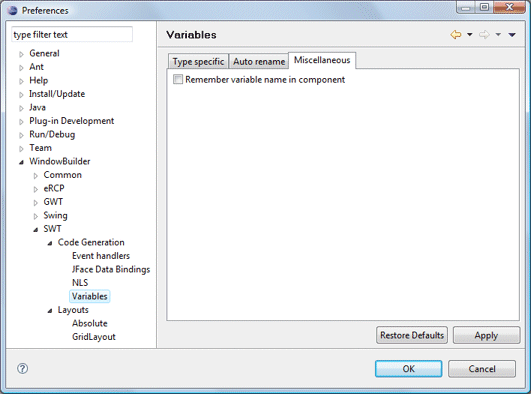 Preferences
type filter text
General
Ant
Help
Install/Update
Java
Plug-in Development
Run/Debug
Team
WindowBuilder
Common
eRCP
GWT
Swing
SWT
Code Generation
Event handlers
JFace Data Bindings
NLS
Variables
Layouts
Absolute
GridLayout
Variables
Type specific
Auto rename
Miscellaneous
Remember variable name in component
Restore Defaults
Apply
?
OK
Cancel